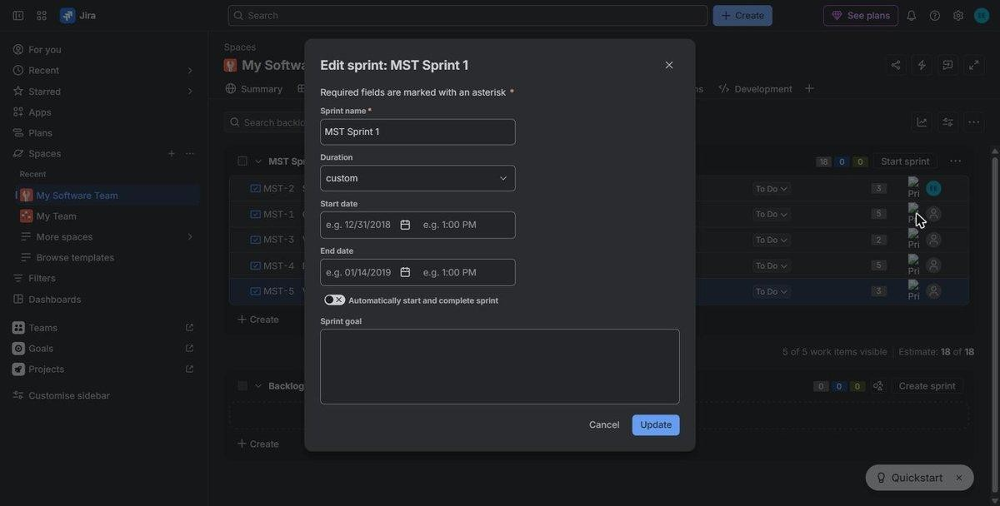 Jira
Search
+ Create
See plans
EE
For you
Recent
Starred
Apps
Plans
Spaces
Recent
My Software Team
My Team
More spaces
Browse templates
Filters
Dashboards
Teams
Goals
Projects
Customise sidebar
Spaces
My Softwa
Summary
ns
Development
Search backlo
MST Sp
18 0 0 Start sprint
MST-2 To Do 3 Pri EE
MST-1 To Do 5 Pri
MST-3 To Do 2 Pri
MST-4 To Do 5 Pri
MST-5 To Do 3 Pri
+ Create
5 of 5 work items visible Estimate: 18 of 18
Backlog 0 0 0 Create sprint
+ Create
Quickstart
Edit sprint: MST Sprint 1
Required fields are marked with an asterisk *
Sprint name *
MST Sprint 1
Duration
custom
Start date
e.g. 12/31/2018 e.g. 1:00 PM
End date
e.g. 01/14/2019 e.g. 1:00 PM
Automatically start and complete sprint
Sprint goal
Cancel Update